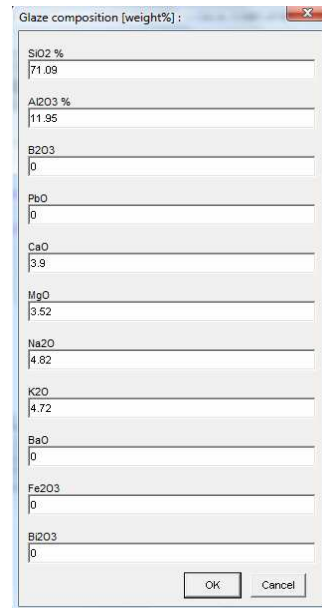 Glaze composition [weight%] :
SiO2 %
71.09
Al2O3 %
11.95
B2O3
0
PbO
0
CaO
3.9
MgO
3.52
Na2O
4.82
K2O
4.72
BaO
0
Fe2O3
0
Bi2O3
0
OK Cancel